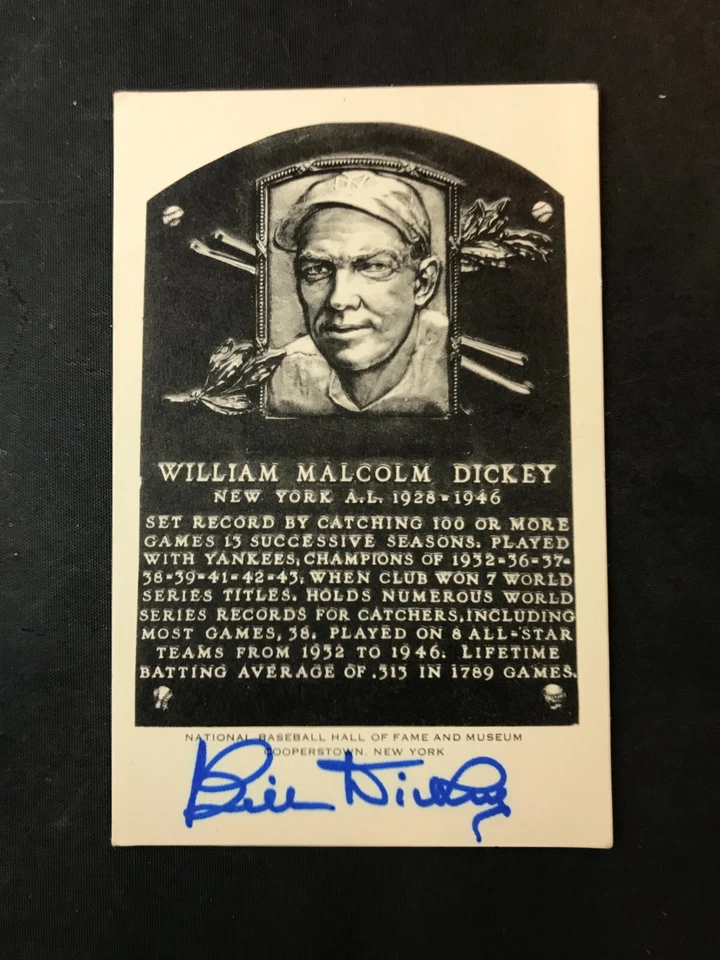 NY
WILLIAM MALCOLM DICKEY
NEW YORK A.L. 1928-1946
SET RECORD BY CATCHING 100 OR MORE
GAMES 13 SUCCESSIVE SEASONS. PLAYED
WITH YANKEES, CHAMPIONS OF 1932-36-37-
38-39-41-42-43, WHEN CLUB WON 7 WORLD
SERIES TITLES. HOLDS NUMEROUS WORLD
SERIES RECORDS FOR CATCHERS, INCLUDING
MOST GAMES, 38. PLAYED ON 8 ALL-STAR
TEAMS FROM 1932 TO 1946. LIFETIME
BATTING AVERAGE OF .313 IN 1789 GAMES.
NATIONAL BASEBALL HALL OF FAME AND MUSEUM
COOPERSTOWN, NEW YORK
Bill Dickey